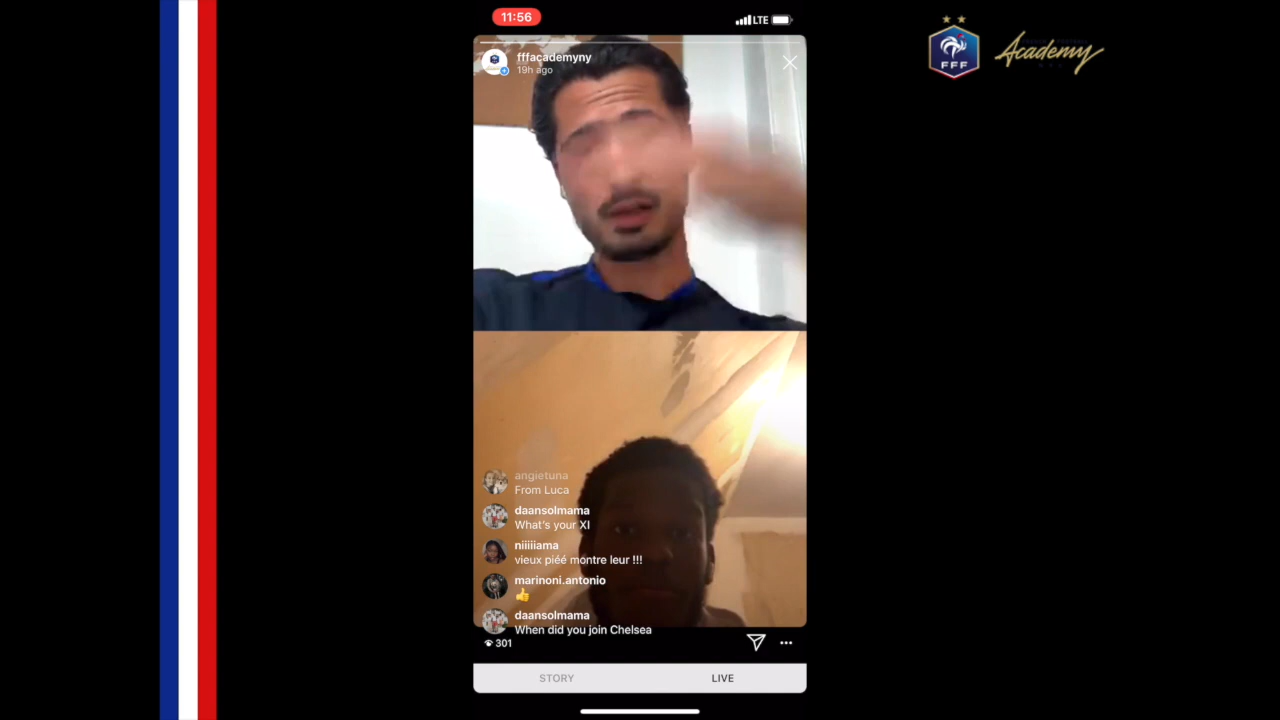 11:56
LTE
fffacademyny
19h ago
FFF
Academy
angietuna
From Luca
daansolmama
What's your XI
niiiiiama
vieux piéé montre leur !!!
marinoni.antonio
👍
daansolmama
When did you join Chelsea
301
STORY
LIVE